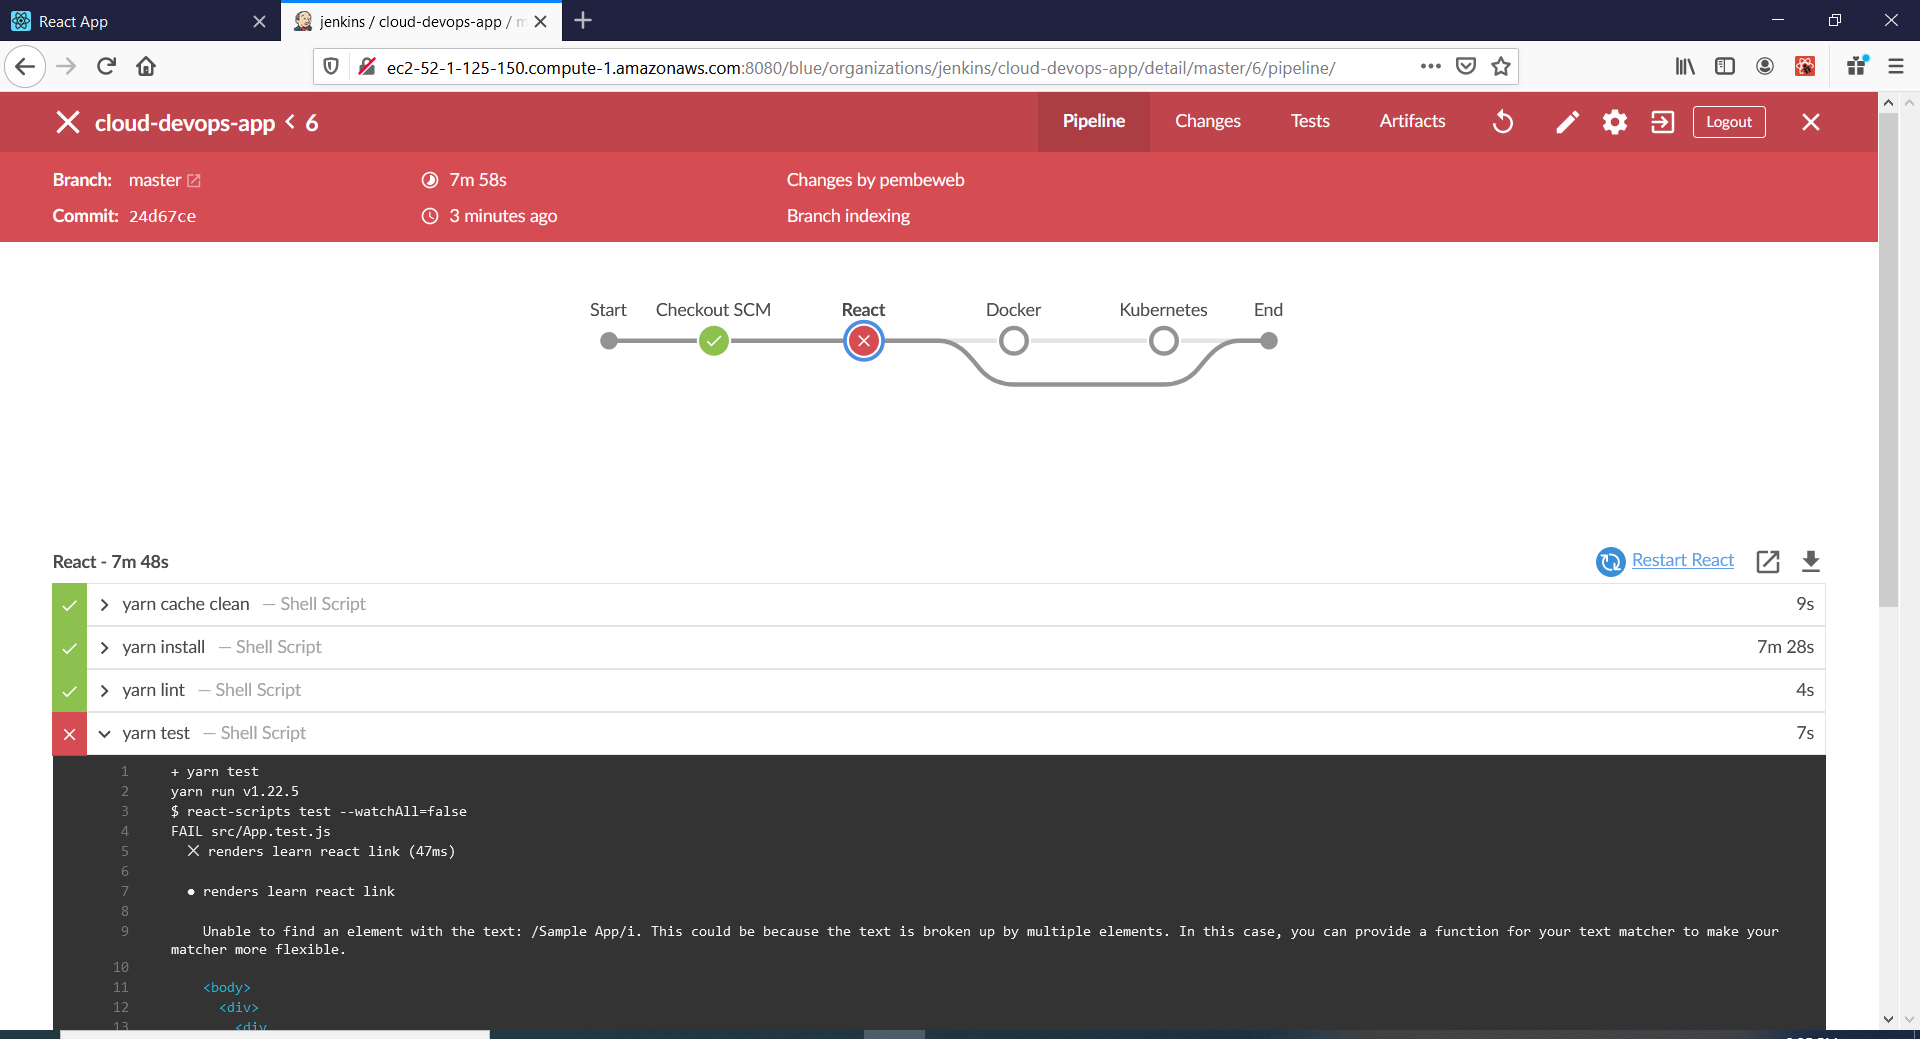 React App
jenkins / cloud-devops-app / m
ec2-52-1-125-150.compute-1.amazonaws.com:8080/blue/organizations/jenkins/cloud-devops-app/detail/master/6/pipeline/
cloud-devops-app < 6
Pipeline Changes Tests Artifacts Logout
Branch: master 7m 58s Changes by pembeweb
Commit: 24d67ce 3 minutes ago Branch indexing
Start Checkout SCM React Docker Kubernetes End
React - 7m 48s Restart React
yarn cache clean — Shell Script 9s
yarn install — Shell Script 7m 28s
yarn lint — Shell Script 4s
yarn test — Shell Script 7s
1 + yarn test
2 yarn run v1.22.5
3 $ react-scripts test --watchAll=false
4 FAIL src/App.test.js
5 ✕ renders learn react link (47ms)
6
7 ● renders learn react link
8
9 Unable to find an element with the text: /Sample App/i. This could be because the text is broken up by multiple elements. In this case, you can provide a function for your text matcher to make your
matcher more flexible.
10
11 <body>
12 <div>
13 <div